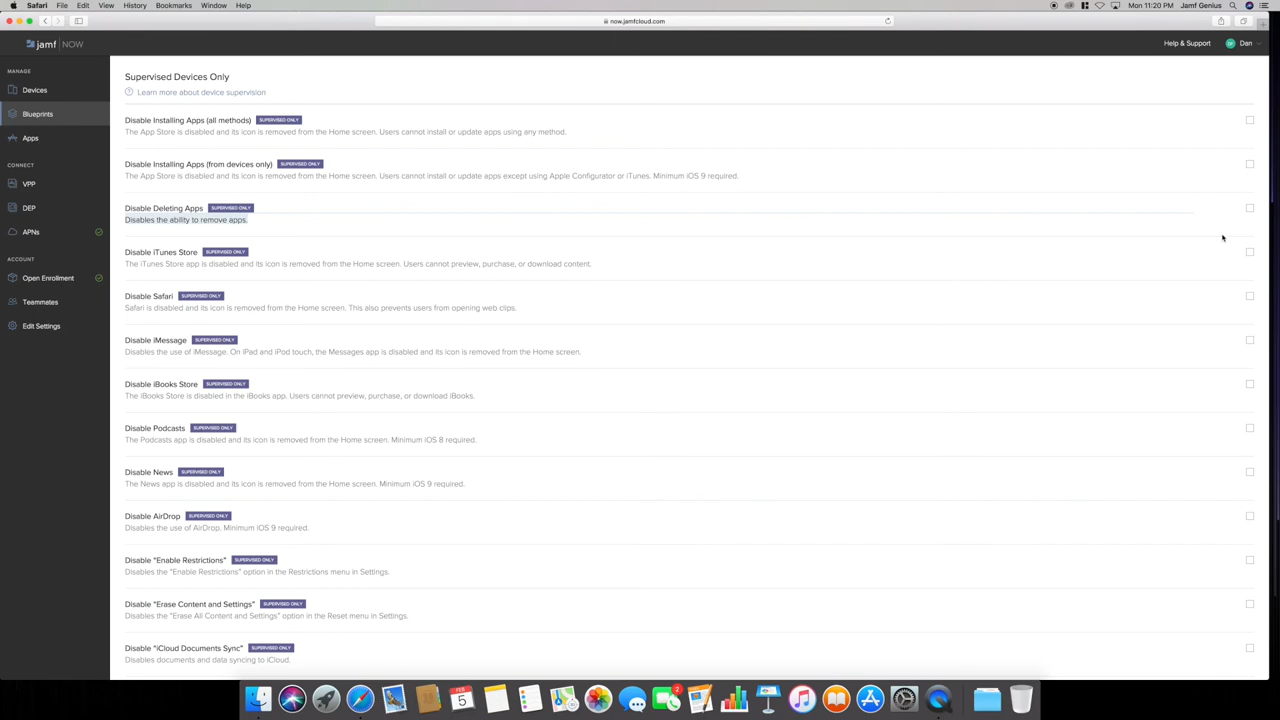 Safari File Edit View History Bookmarks Window Help Mon 11:20 PM Jamf Genius
now.jamfcloud.com
jamf NOW Help & Support Dan
MANAGE
Devices
Blueprints
Apps
CONNECT
VPP
DEP
APNs
ACCOUNT
Open Enrollment
Teammates
Edit Settings
Supervised Devices Only
Learn more about device supervision
Disable Installing Apps (all methods) SUPERVISED ONLY
The App Store is disabled and its icon is removed from the Home screen. Users cannot install or update apps using any method.
Disable Installing Apps (from devices only) SUPERVISED ONLY
The App Store is disabled and its icon is removed from the Home screen. Users cannot install or update apps except using Apple Configurator or iTunes. Minimum iOS 9 required.
Disable Deleting Apps SUPERVISED ONLY
Disables the ability to remove apps.
Disable iTunes Store SUPERVISED ONLY
The iTunes Store app is disabled and its icon is removed from the Home screen. Users cannot preview, purchase, or download content.
Disable Safari SUPERVISED ONLY
Safari is disabled and its icon is removed from the Home screen. This also prevents users from opening web clips.
Disable iMessage SUPERVISED ONLY
Disables the use of iMessage. On iPad and iPod touch, the Messages app is disabled and its icon is removed from the Home screen.
Disable iBooks Store SUPERVISED ONLY
The iBooks Store is disabled in the iBooks app. Users cannot preview, purchase, or download iBooks.
Disable Podcasts SUPERVISED ONLY
The Podcasts app is disabled and its icon is removed from the Home screen. Minimum iOS 8 required.
Disable News SUPERVISED ONLY
The News app is disabled and its icon is removed from the Home screen. Minimum iOS 9 required.
Disable AirDrop SUPERVISED ONLY
Disables the use of AirDrop. Minimum iOS 9 required.
Disable "Enable Restrictions" SUPERVISED ONLY
Disables the "Enable Restrictions" option in the Restrictions menu in Settings.
Disable "Erase Content and Settings" SUPERVISED ONLY
Disables the "Erase All Content and Settings" option in the Reset menu in Settings.
Disable "iCloud Documents Sync" SUPERVISED ONLY
Disables documents and data syncing to iCloud.
FEB
5
2